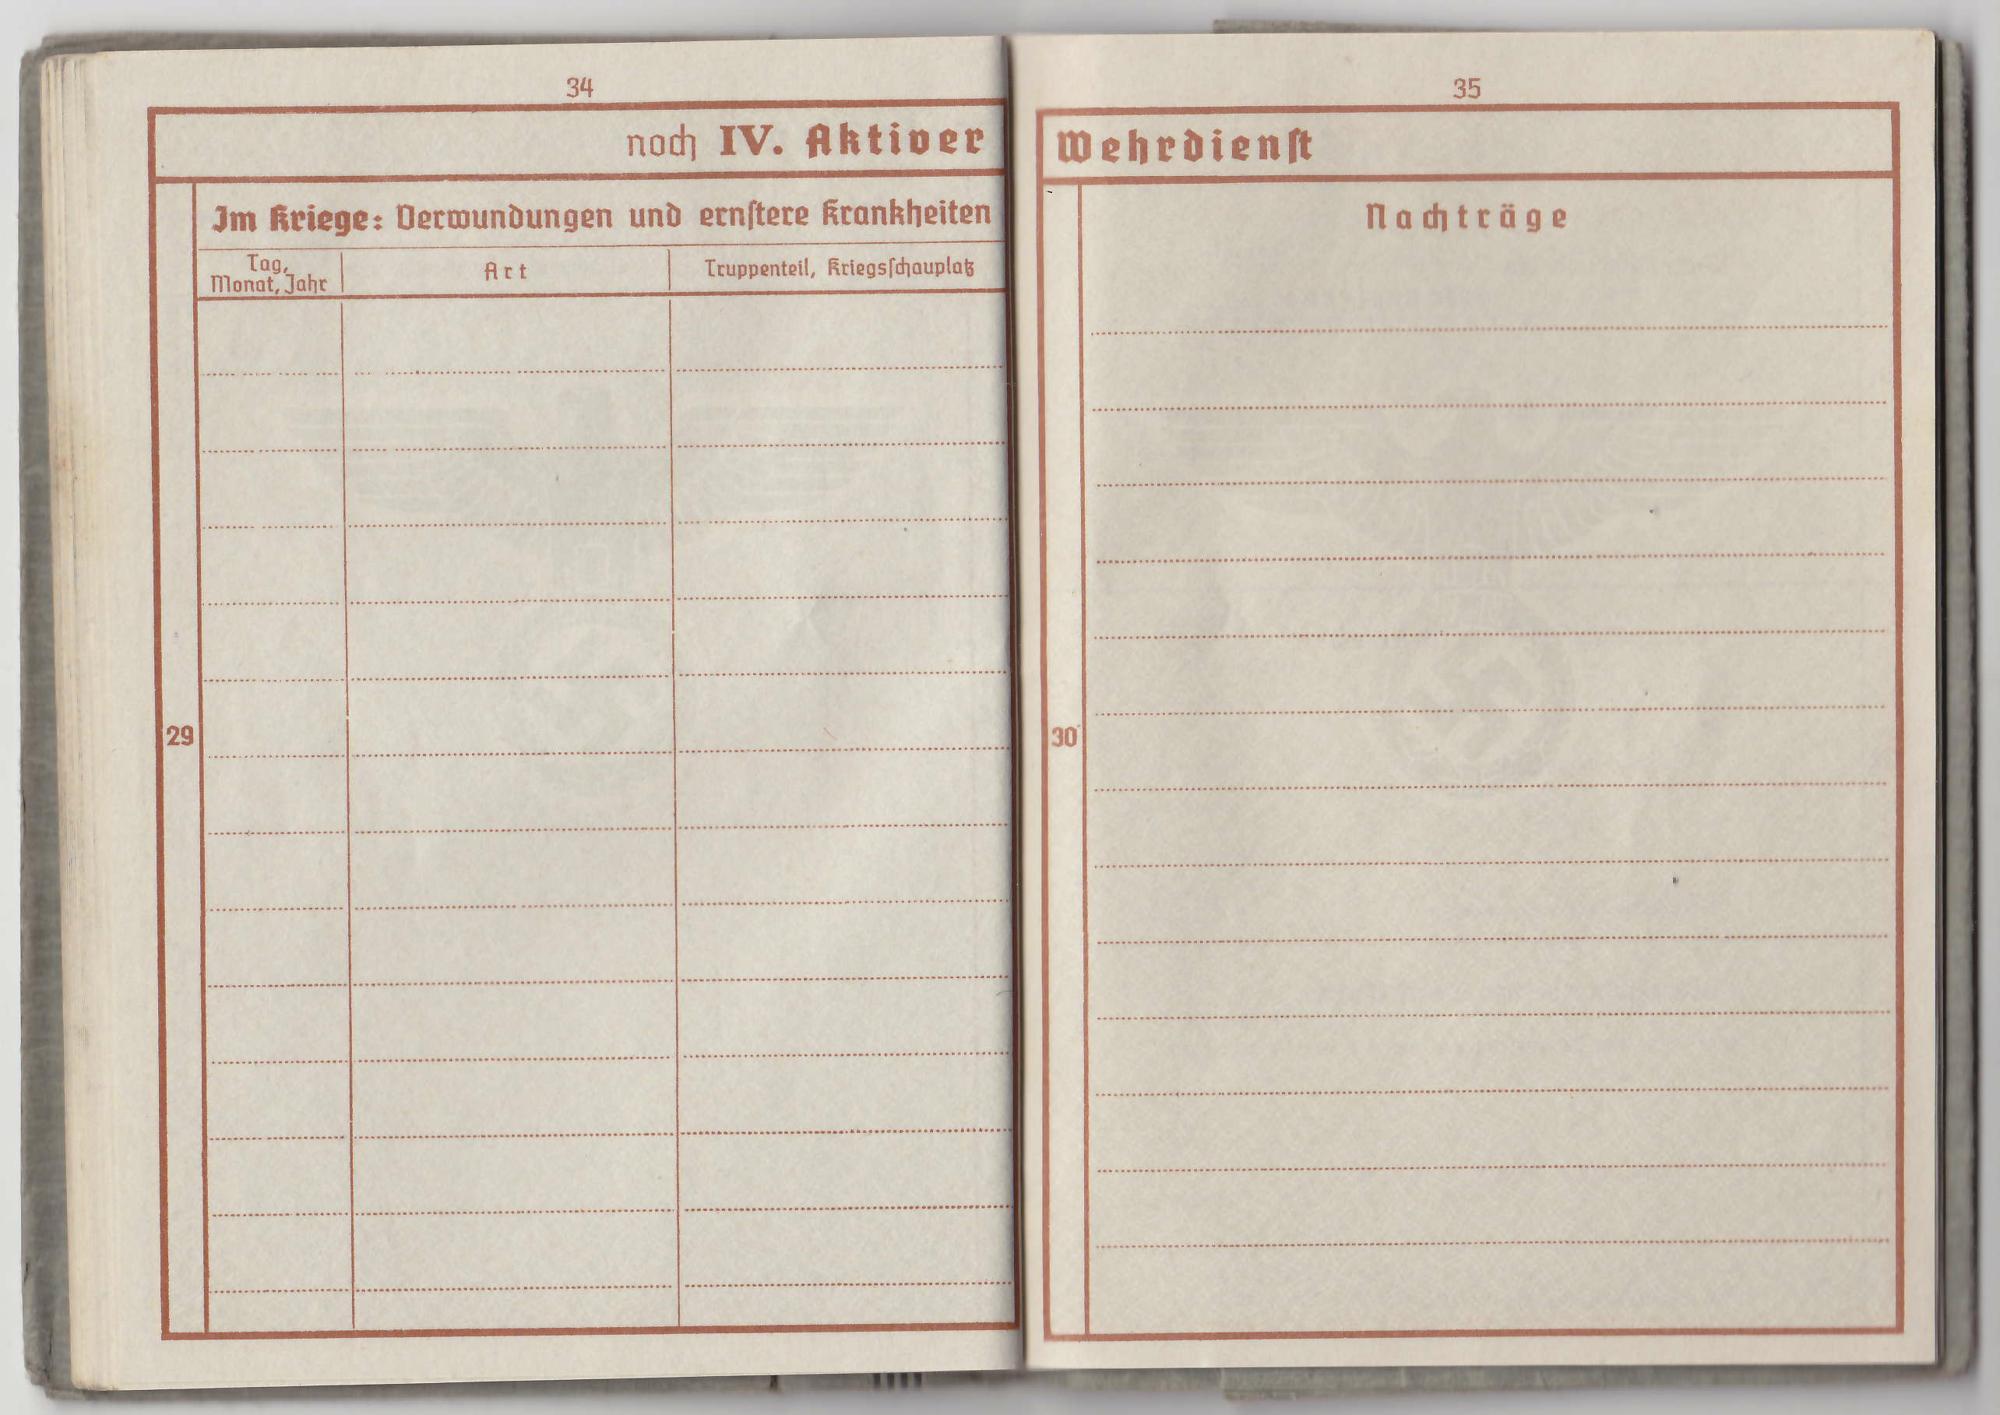 34
noch IV. Aktiver
Im Kriege: Verwundungen und ernstere Krankheiten
Tag,
Monat, Jahr
Art
Truppenteil, Kriegsschauplatz
29
35
Wehrdienst
Nachträge
30